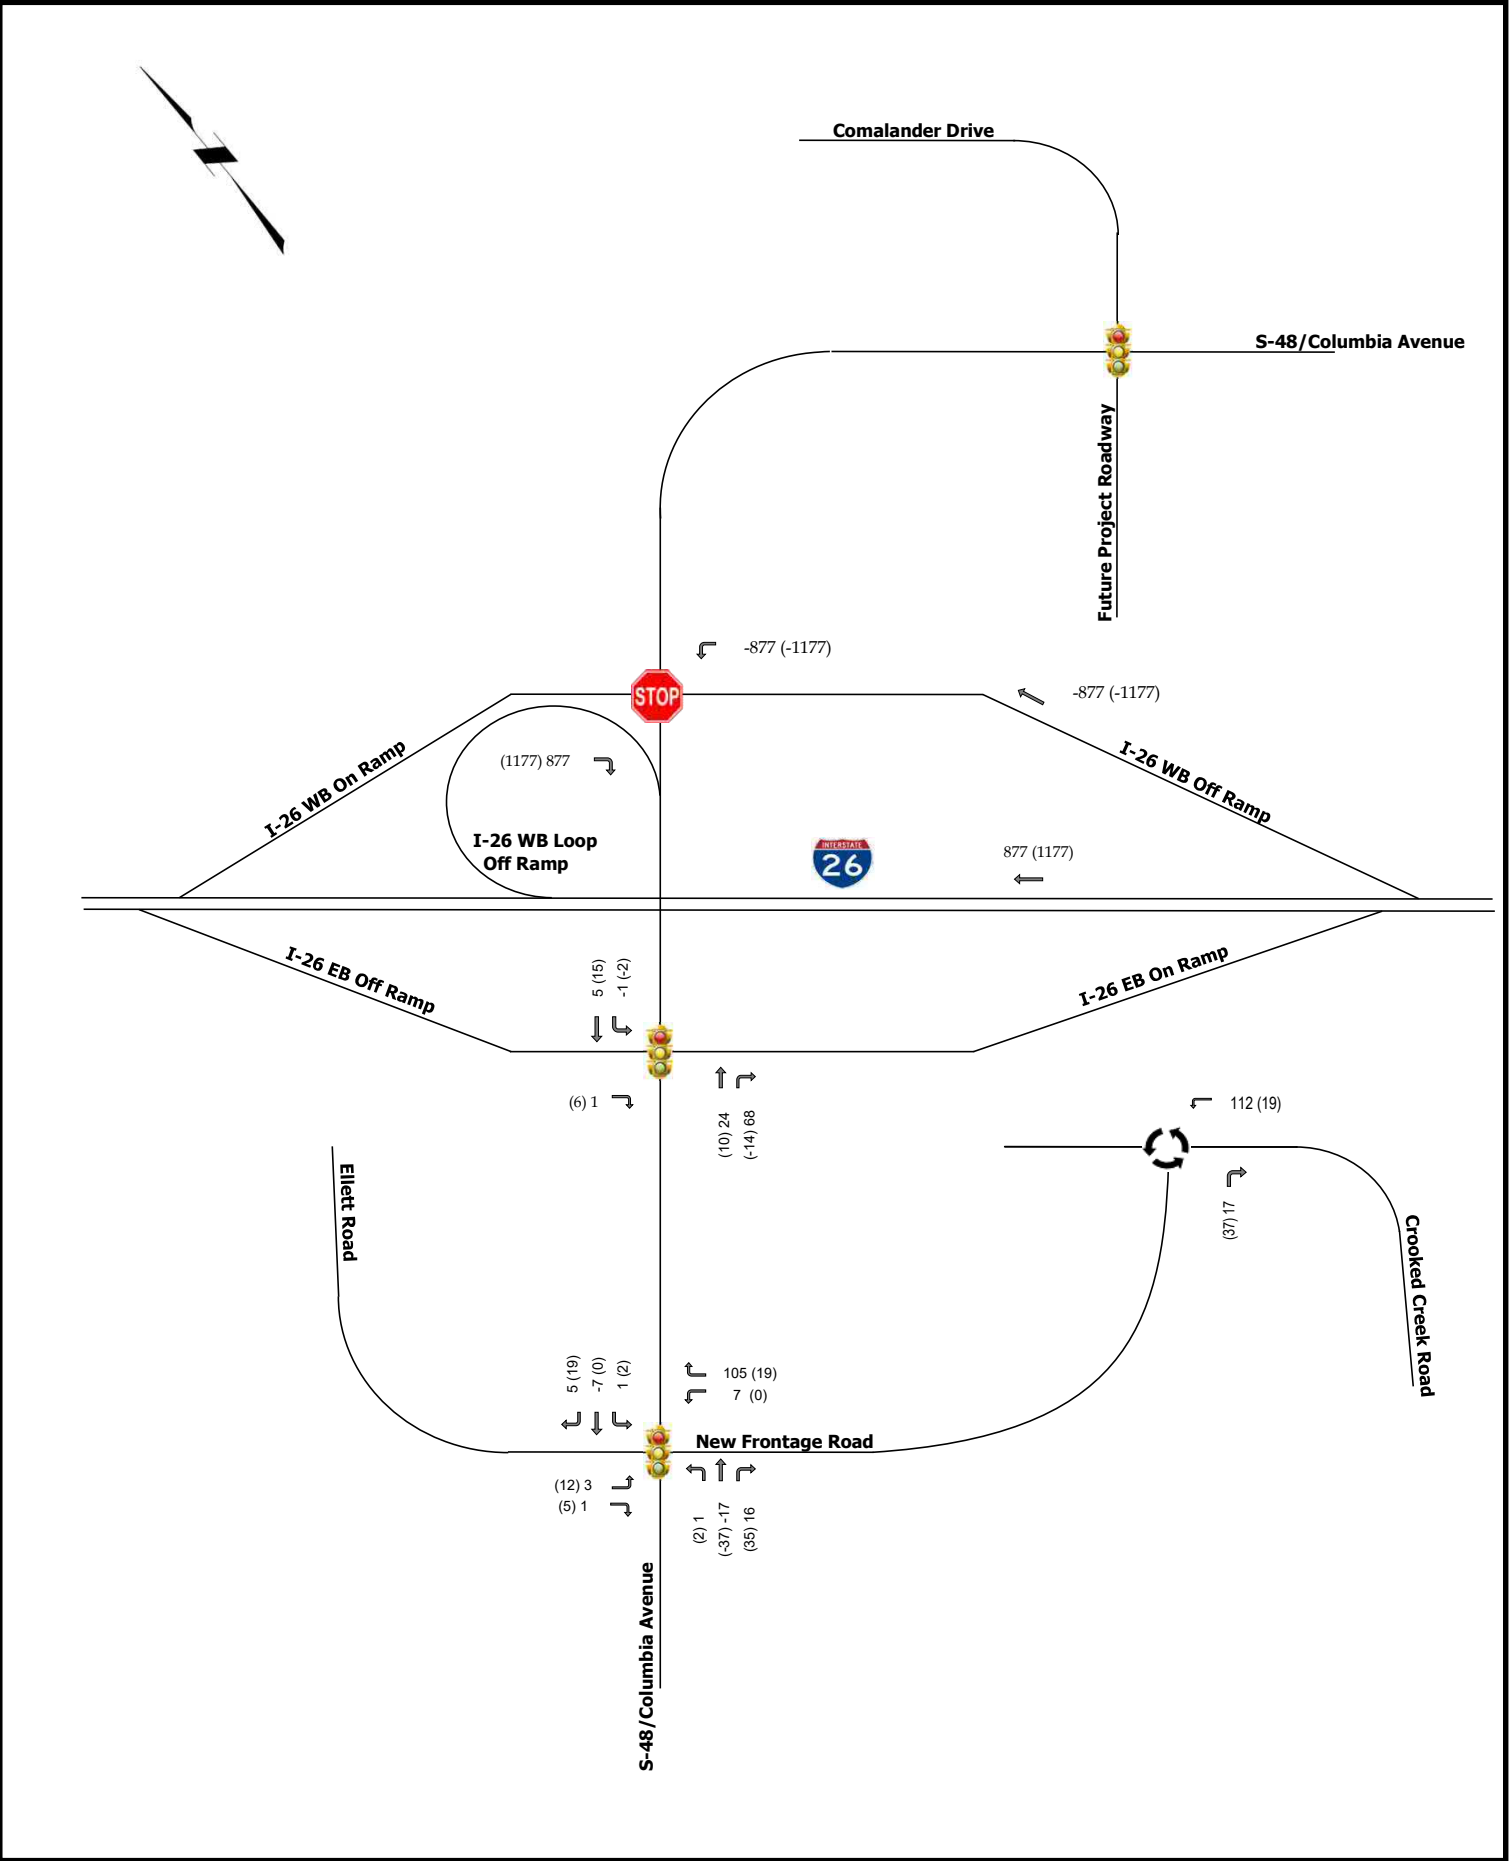 Comalander Drive
S-48/Columbia Avenue
Future Project Roadway
-877 (-1177)
STOP
-877 (-1177)
I-26 WB On Ramp
(1177) 877
I-26 WB Off Ramp
I-26 WB Loop
Off Ramp
INTERSTATE
26
877 (1177)
I-26 EB Off Ramp
5 (15)
-1 (-2)
I-26 EB On Ramp
(6) 1
(10) 24
(-14) 68
112 (19)
Ellett Road
(37) 17
Crooked Creek Road
5 (19)
-7 (0)
1 (2)
105 (19)
7 (0)
New Frontage Road
(12) 3
(5) 1
(2) 1
(-37) -17
(35) 16
S-48/Columbia Avenue